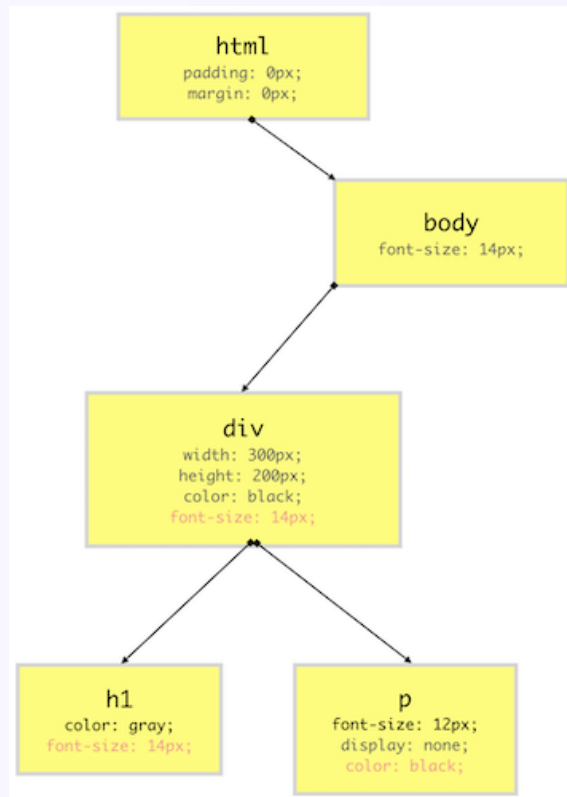 html
padding: 0px;
margin: 0px;
body
font-size: 14px;
div
width: 300px;
height: 200px;
color: black;
font-size: 14px;
h1
color: gray;
font-size: 14px;
p
font-size: 12px;
display: none;
color: black;